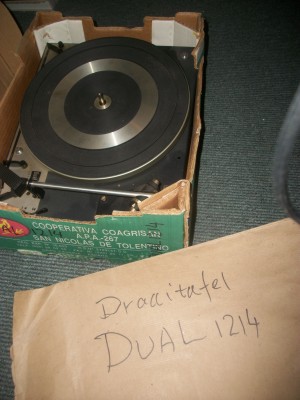 COOPERATIVA COAGRISAN
A.P.A-267
SAN NICOLAS DE TOLENTINO
Draaitafel
DUAL 1214